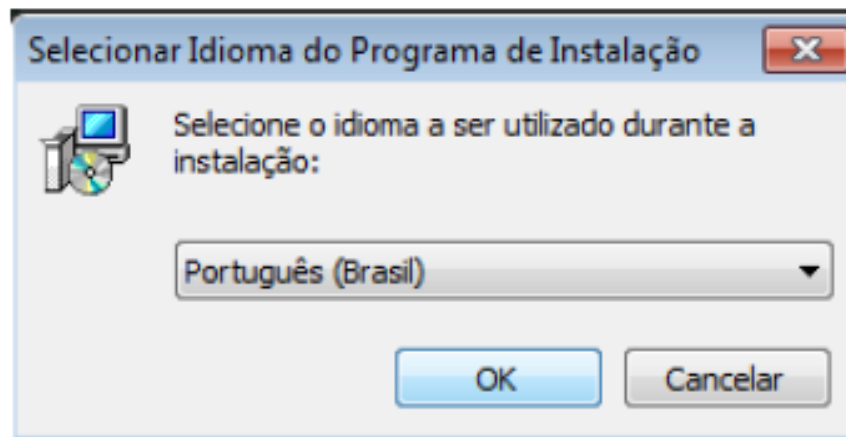 Selecionar Idioma do Programa de Instalação
Selecione o idioma a ser utilizado durante a
instalação:
Português (Brasil)
OK
Cancelar